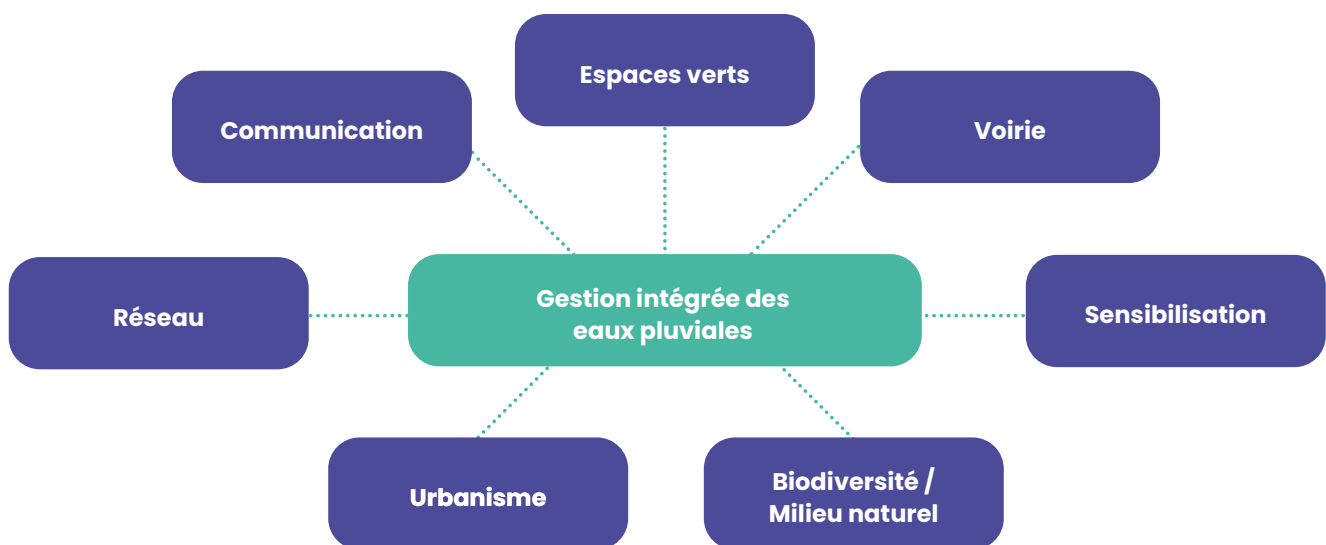 Espaces verts
Communication
Voirie
Gestion intégrée des
eaux pluviales
Réseau
Sensibilisation
Urbanisme
Biodiversité /
Milieu naturel